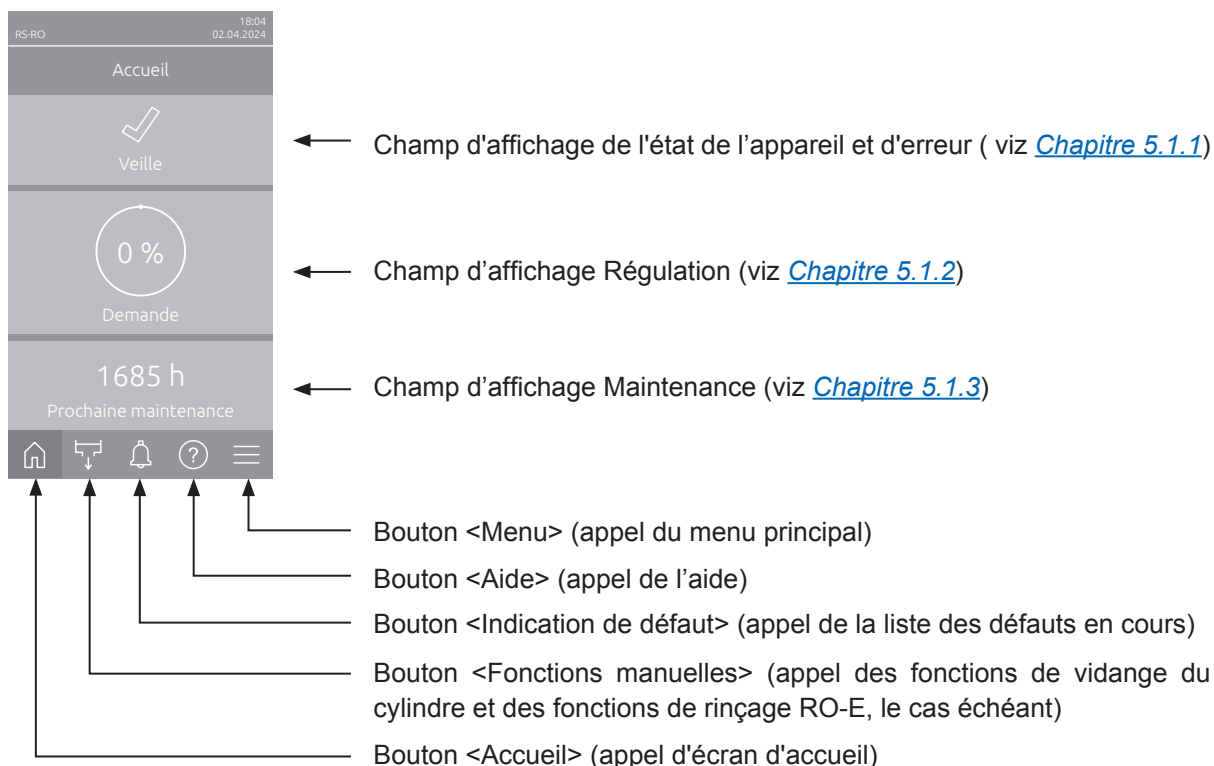 18:04
RS-RO 02.04.2024
Accueil
Veille
0 %
Demande
1685 h
Prochaine maintenance
?
Champ d'affichage de l'état de l’appareil et d'erreur ( viz Chapitre 5.1.1)
Champ d’affichage Régulation (viz Chapitre 5.1.2)
Champ d’affichage Maintenance (viz Chapitre 5.1.3)
Bouton <Menu> (appel du menu principal)
Bouton <Aide> (appel de l’aide)
Bouton <Indication de défaut> (appel de la liste des défauts en cours)
Bouton <Fonctions manuelles> (appel des fonctions de vidange du
cylindre et des fonctions de rinçage RO-E, le cas échéant)
Bouton <Accueil> (appel d'écran d'accueil)